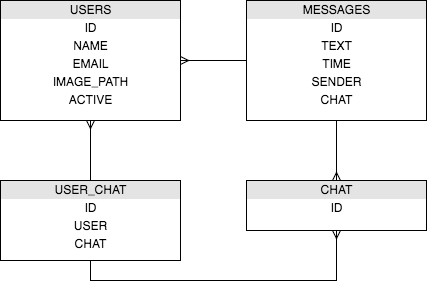 USERS
ID
NAME
EMAIL
IMAGE_PATH
ACTIVE
MESSAGES
ID
TEXT
TIME
SENDER
CHAT
USER_CHAT
ID
USER
CHAT
CHAT
ID